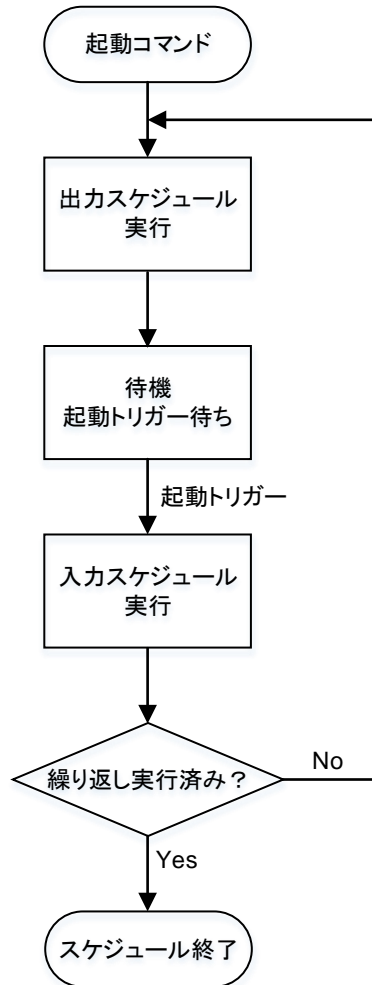 起動コマンド
出力スケジュール
実行
待機
起動トリガー待ち
起動トリガー
入力スケジュール
実行
繰り返し実行済み？
No
Yes
スケジュール終了